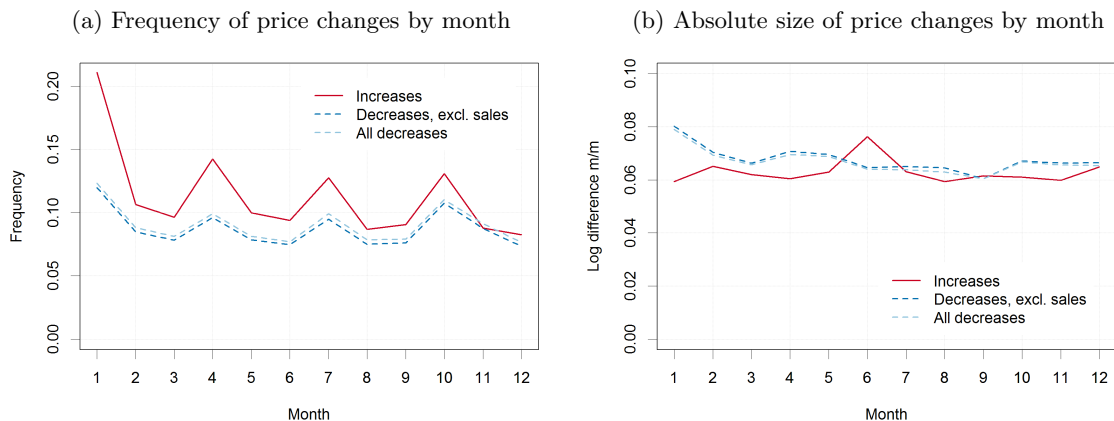 (a) Frequency of price changes by month
0.20
0.15
0.10
0.05
0.00
Frequency
Increases
Decreases, excl. sales
All decreases
1 2 3 4 5 6 7 8 9 10 11 12
Month
(b) Absolute size of price changes by month
0.10
0.08
0.06
0.04
0.02
0.00
Log difference m/m
Increases
Decreases, excl. sales
All decreases
1 2 3 4 5 6 7 8 9 10 11 12
Month